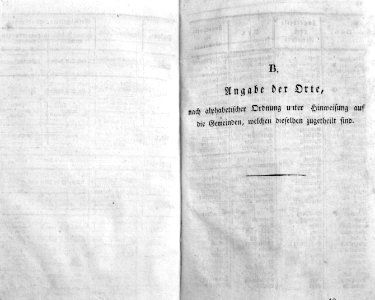 B.
Angabe der Orte,
nach alphabetischer Ordnung unter Hinweisung auf
die Gemeinden, welchen dieselben zugetheilt sind.